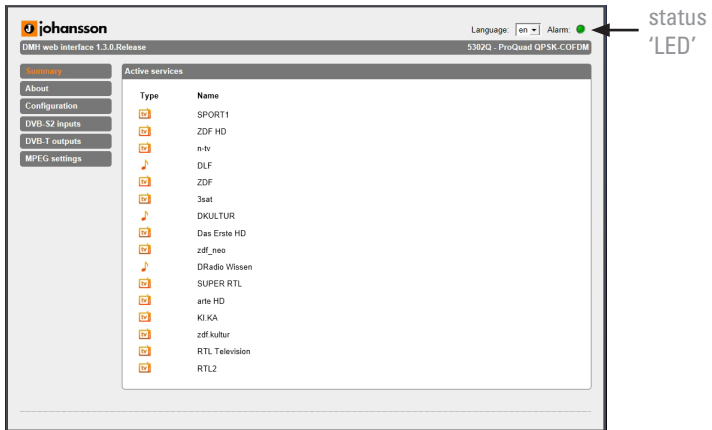 johansson
Language: en Alarm:
status
'LED'
DMH web interface 1.3.0.Release 5302Q - ProQuad QPSK-COFDM
Summary
About
Configuration
DVB-S2 inputs
DVB-T outputs
MPEG settings
Active services
Type Name
tv SPORT1
tv ZDF HD
tv n-tv
DLF
tv ZDF
tv 3sat
DKULTUR
tv Das Erste HD
tv zdf_neo
DRadio Wissen
tv SUPER RTL
tv arte HD
tv KI.KA
tv zdf.kultur
tv RTL Television
tv RTL2